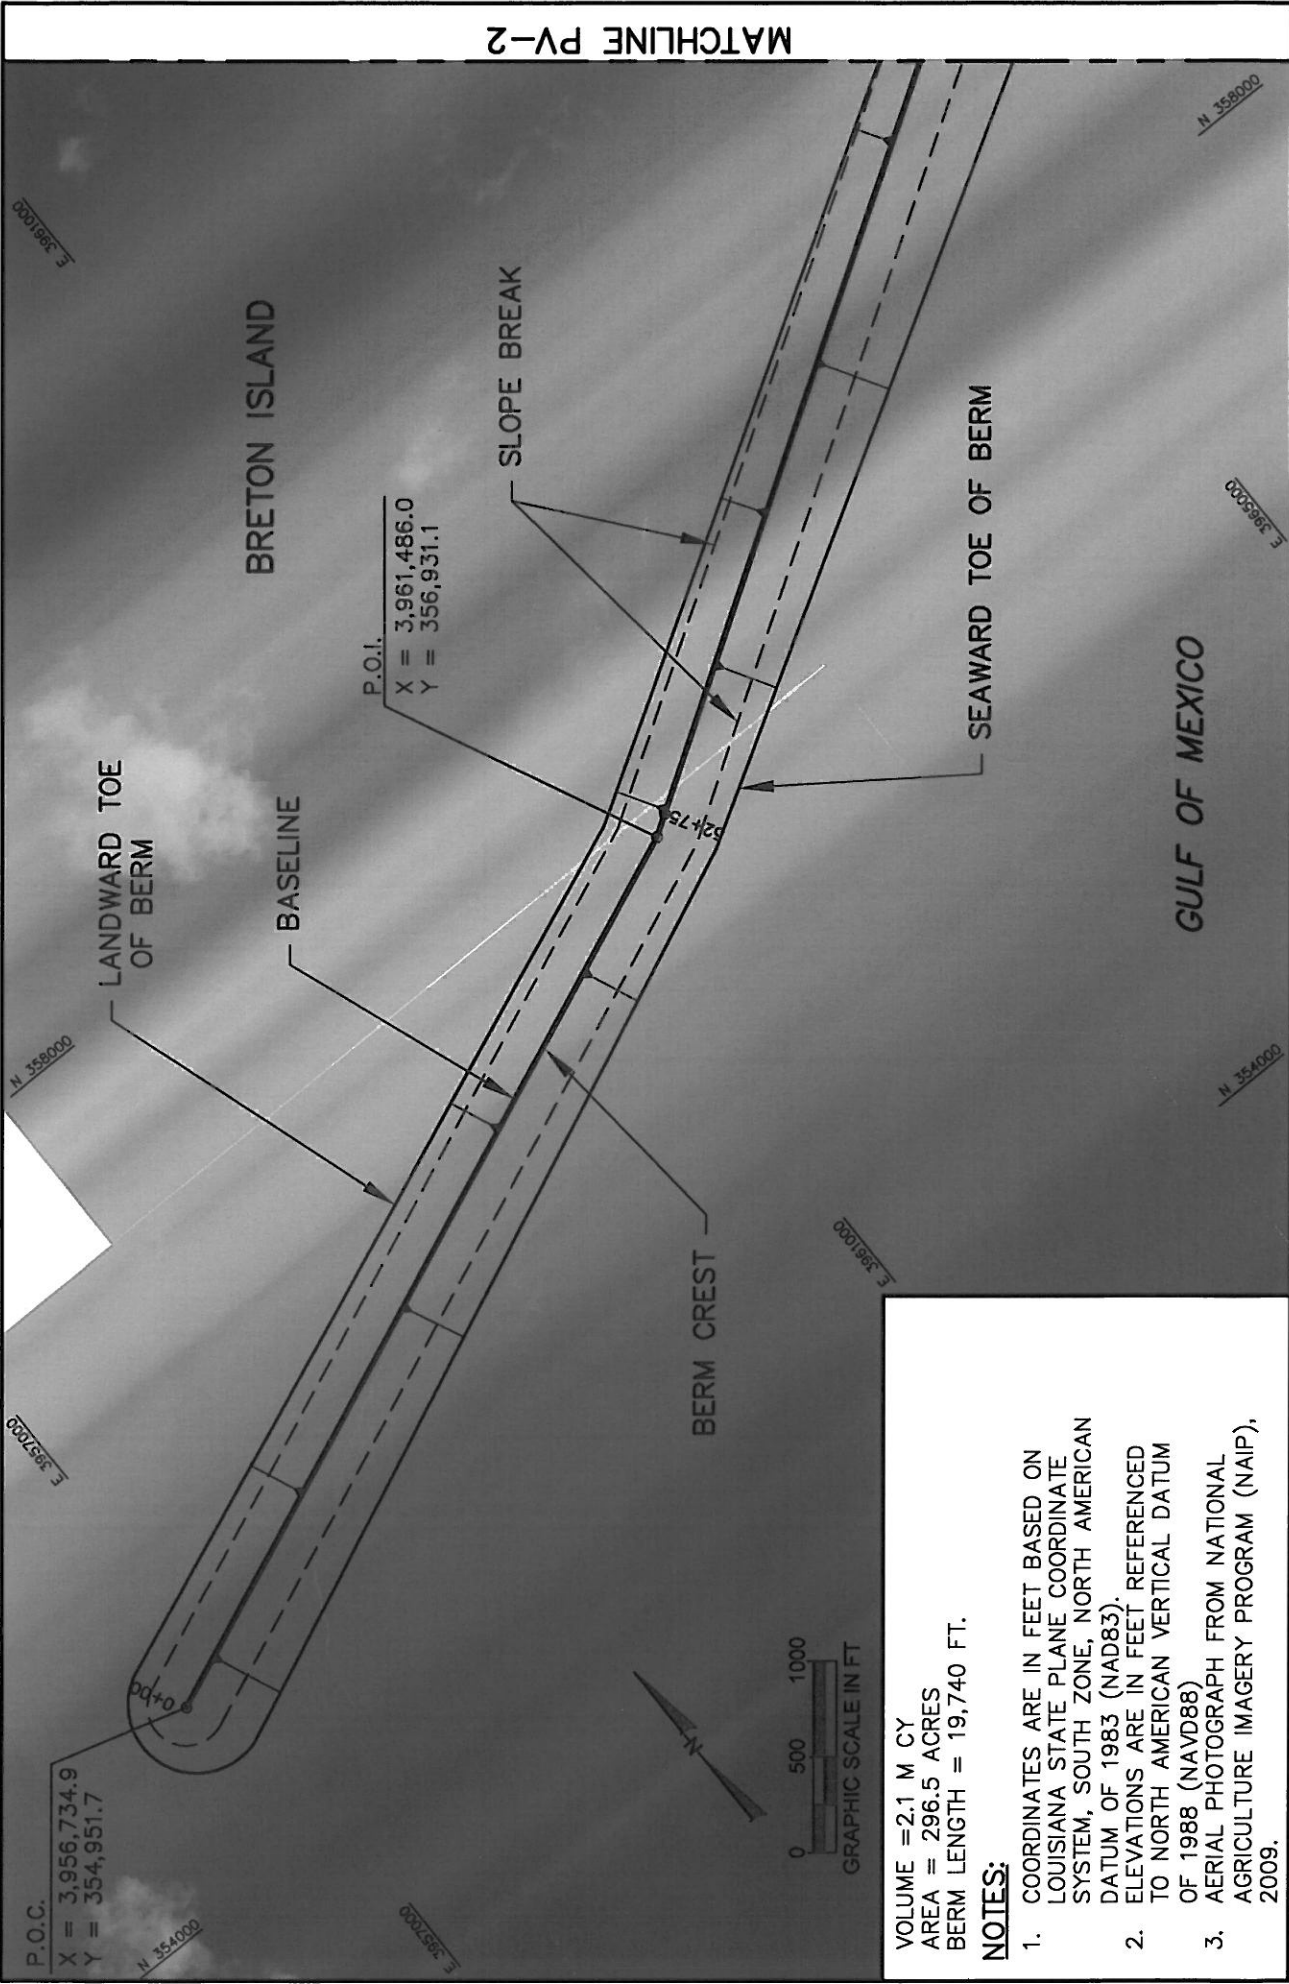 MATCHLINE PV-2
P.O.C.
X = 3,956,734.9
Y = 354,951.7
0+00
LANDWARD TOE
OF BERM
BASELINE
BRETON ISLAND
P.O.I.
X = 3,961,486.0
Y = 356,931.1
SLOPE BREAK
52+75
BERM CREST
SEAWARD TOE OF BERM
GULF OF MEXICO
N 354000
E 3957000
E 3957000
N 358000
E 3961000
E 3961000
N 354000
E 3965000
N 358000
N
0 500 1000
GRAPHIC SCALE IN FT
VOLUME =2.1 M CY
AREA = 296.5 ACRES
BERM LENGTH = 19,740 FT.
NOTES:
1. COORDINATES ARE IN FEET BASED ON
LOUISIANA STATE PLANE COORDINATE
SYSTEM, SOUTH ZONE, NORTH AMERICAN
DATUM OF 1983 (NAD83).
2. ELEVATIONS ARE IN FEET REFERENCED
TO NORTH AMERICAN VERTICAL DATUM
OF 1988 (NAVD88)
3. AERIAL PHOTOGRAPH FROM NATIONAL
AGRICULTURE IMAGERY PROGRAM (NAIP),
2009.